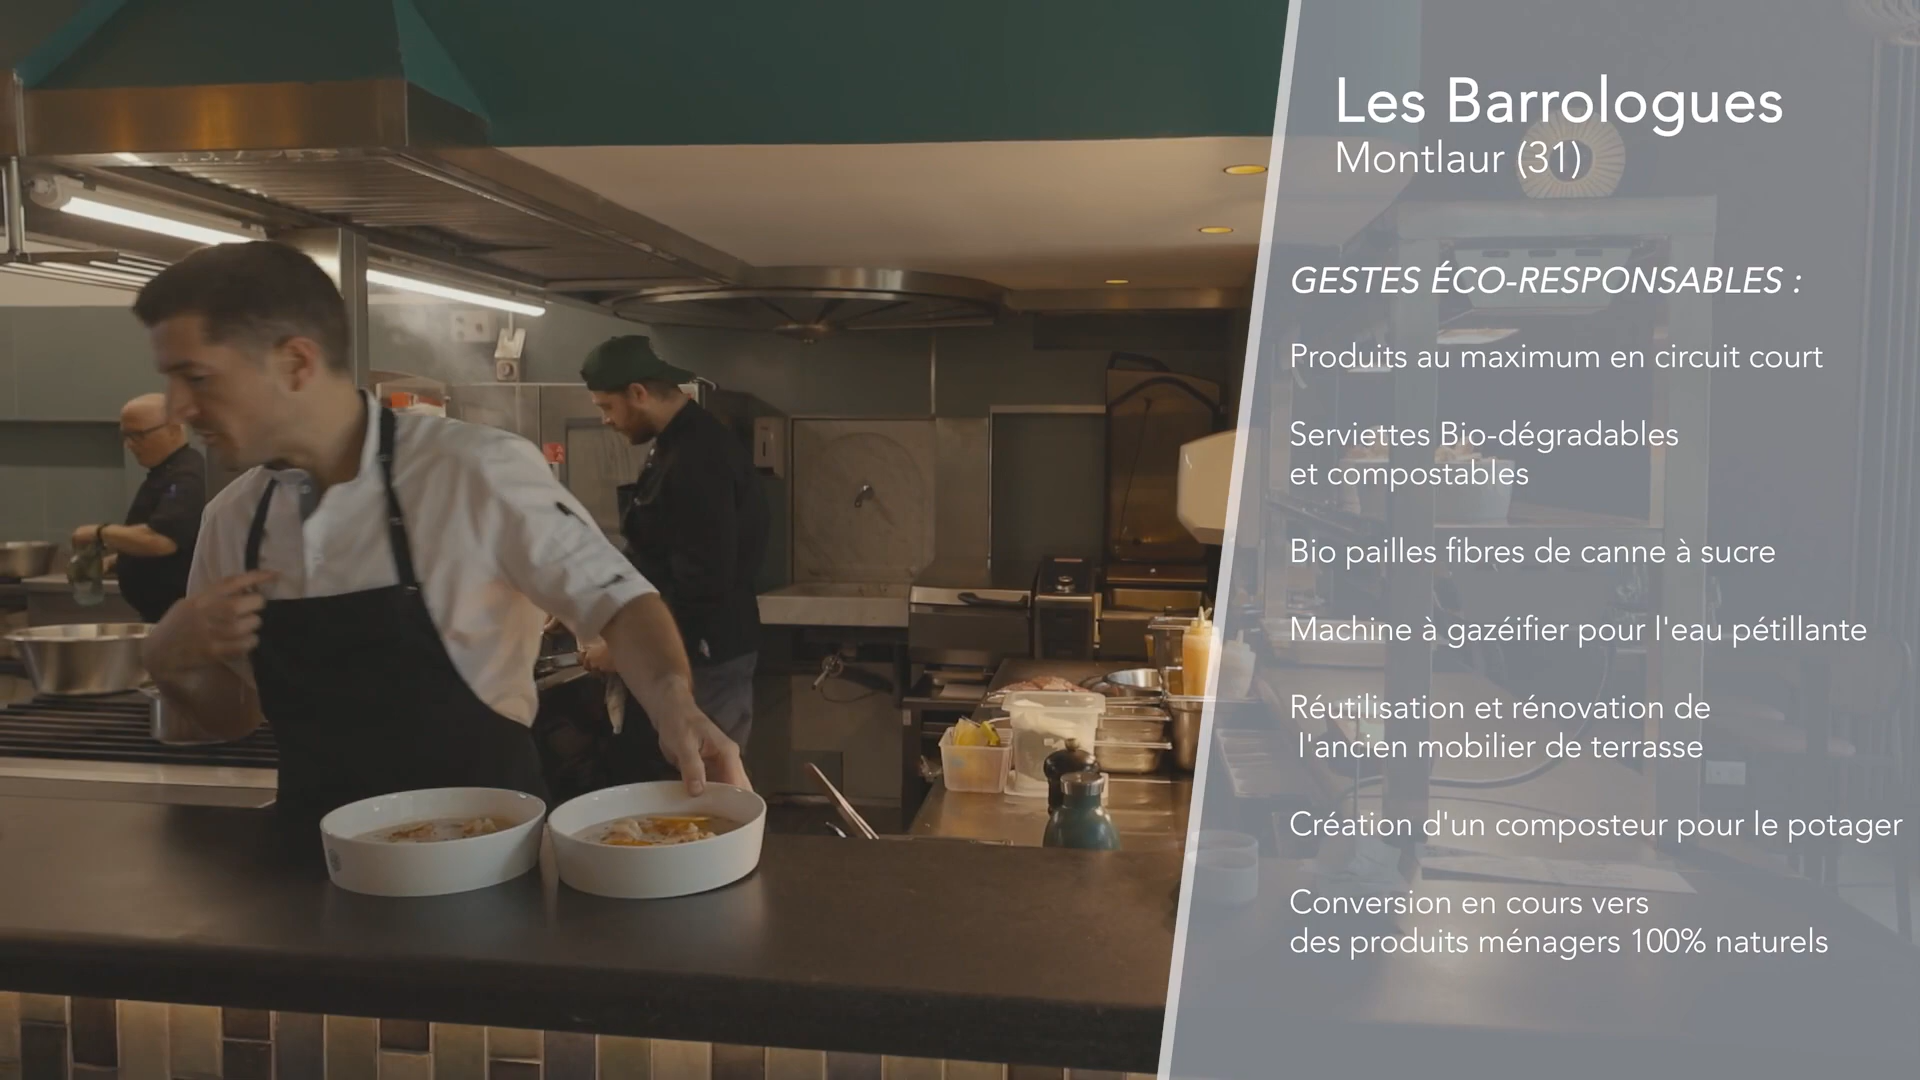 Les Barrologues
Montlaur (31)
GESTES ÉCO-RESPONSABLES :
Produits au maximum en circuit court
Serviettes Bio-dégradables
et compostables
Bio pailles fibres de canne à sucre
Machine à gazéifier pour l'eau pétillante
Réutilisation et rénovation de
l'ancien mobilier de terrasse
Création d'un composteur pour le potager
Conversion en cours vers
des produits ménagers 100% naturels